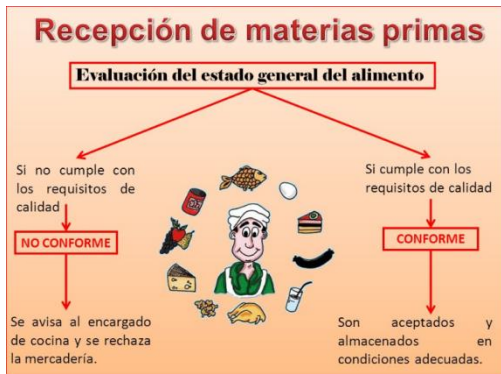 Recepción de materias primas
Evaluación del estado general del alimento
Si no cumple con
los requisitos de
calidad
NO CONFORME
Se avisa al encargado
de cocina y se rechaza
la mercadería.
Si cumple con los
requisitos de calidad
CONFORME
Son aceptados y
almacenados en
condiciones adecuadas.